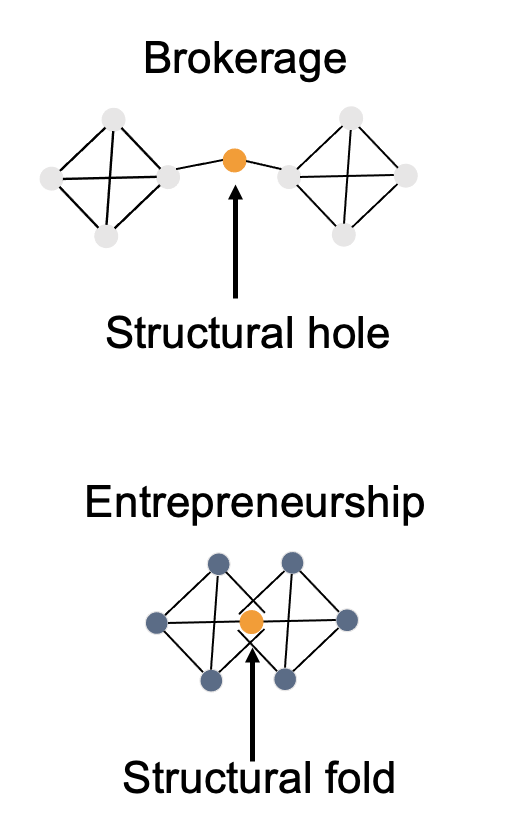 Brokerage
Structural hole
Entrepreneurship
Structural fold